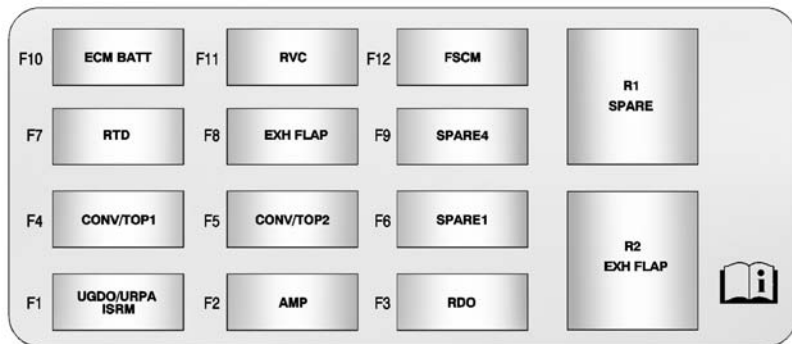 F10 ECM BATT F11 RVC F12 FSCM
R1
SPARE
F7 RTD F8 EXH FLAP F9 SPARE4
F4 CONV/TOP1 F5 CONV/TOP2 F6 SPARE1
R2
EXH FLAP
F1 UGDO/URPA
ISRM
F2 AMP F3 RDO
i